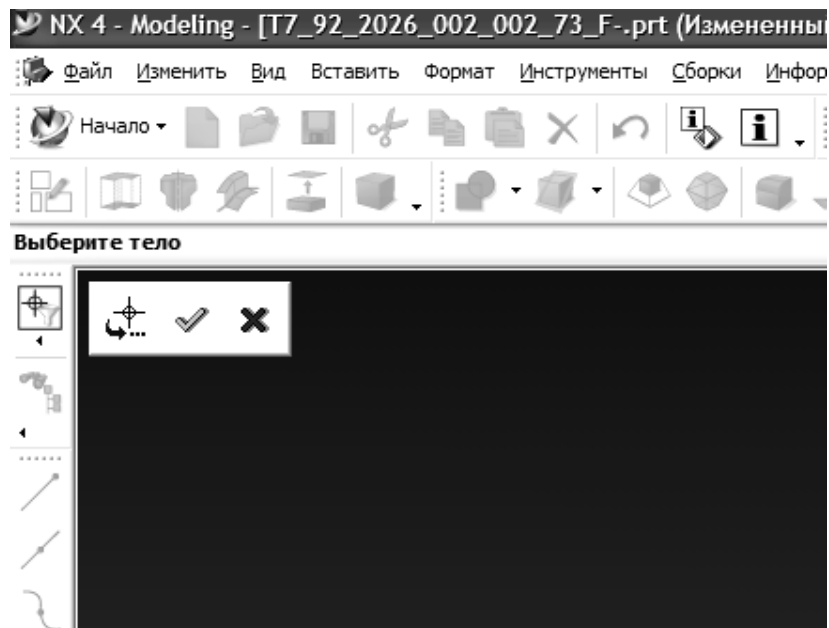 NX 4 - Modeling - [T7_92_2026_002_002_73_F-.prt (Измененны
Файл Изменить Вид Вставить Формат Инструменты Сборки Инфор
Начало
Выберите тело